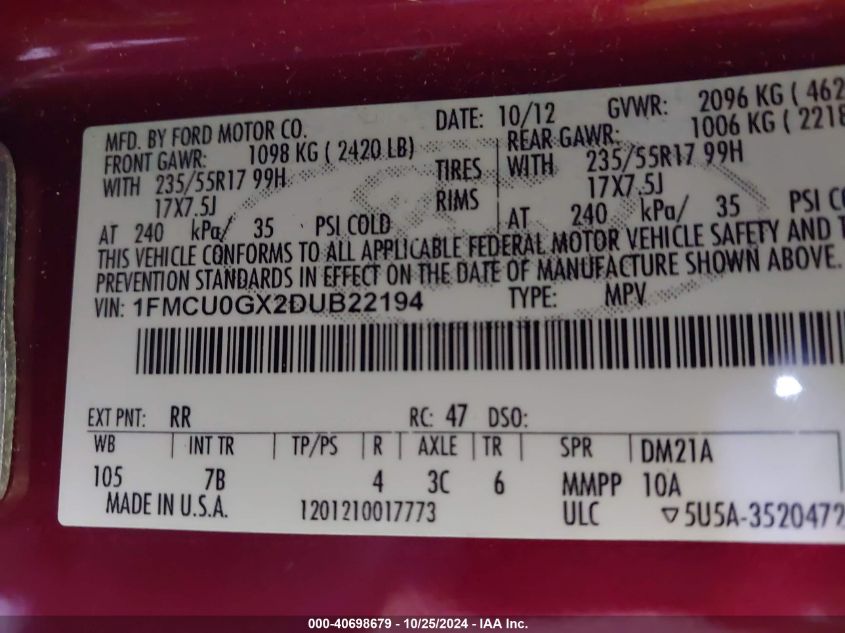 MFD. BY FORD MOTOR CO. DATE: 10/12 GVWR: 2096 KG ( 462
FRONT GAWR: 1098 KG ( 2420 LB) REAR GAWR: 1006 KG ( 2218
WITH 235/55R17 99H TIRES WITH 235/55R17 99H
17X7.5J RIMS 17X7.5J
AT 240 kPa/ 35 PSI COLD AT 240 kPa/ 35 PSI CO
THIS VEHICLE CONFORMS TO ALL APPLICABLE FEDERAL MOTOR VEHICLE SAFETY AND T
PREVENTION STANDARDS IN EFFECT ON THE DATE OF MANUFACTURE SHOWN ABOVE.
VIN: 1FMCU0GX2DUB22194 TYPE: MPV
EXT PNT: RR RC: 47 DSO:
WB INT TR TP/PS R AXLE TR SPR DM21A
105 7B 4 3C 6 MMPP 10A
MADE IN U.S.A. 1201210017773 ULC ▽5U5A-3520472
000-40698679 / 10/25/2024 - IAA Inc.